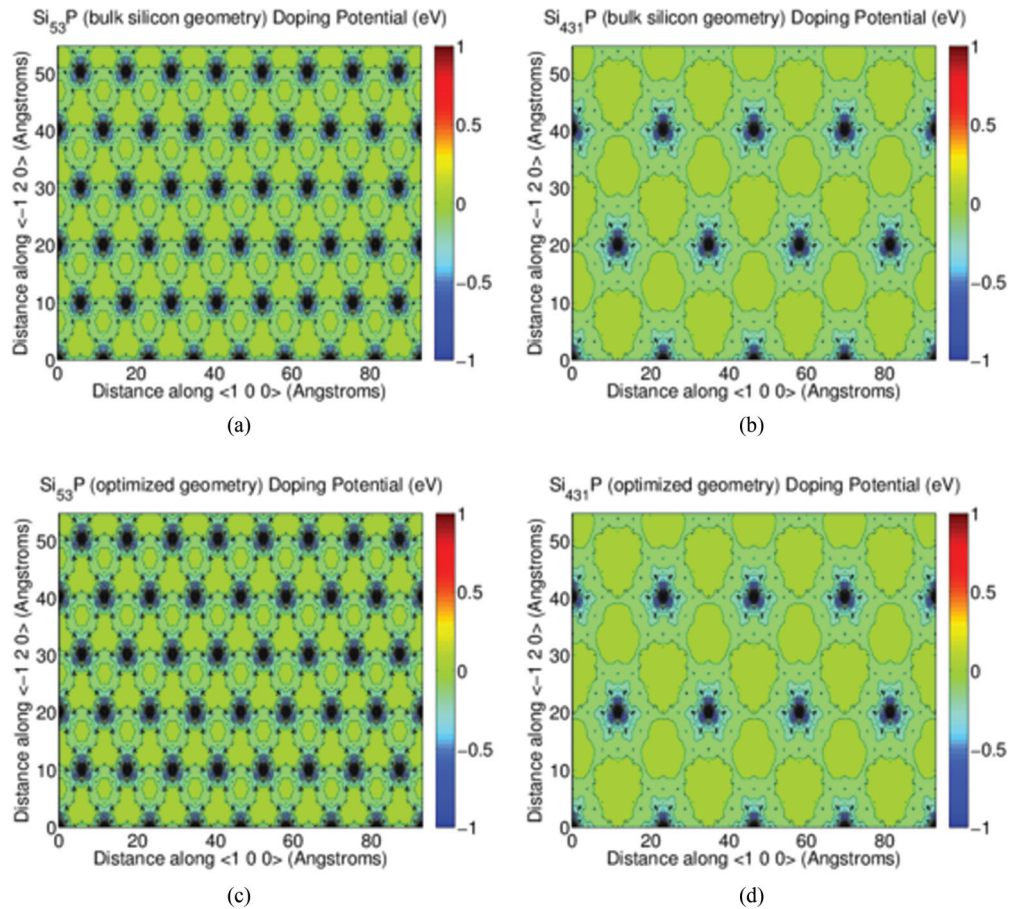 Si53P (bulk silicon geometry) Doping Potential (eV)
Distance along <−1 2 0> (Angstroms)
50
40
30
20
10
0
0 20 40 60 80
Distance along <1 0 0> (Angstroms)
1
0.5
0
−0.5
−1
(a)
Si431P (bulk silicon geometry) Doping Potential (eV)
Distance along <−1 2 0> (Angstroms)
50
40
30
20
10
0
0 20 40 60 80
Distance along <1 0 0> (Angstroms)
1
0.5
0
−0.5
−1
(b)
Si53P (optimized geometry) Doping Potential (eV)
Distance along <−1 2 0> (Angstroms)
50
40
30
20
10
0
0 20 40 60 80
Distance along <1 0 0> (Angstroms)
1
0.5
0
−0.5
−1
(c)
Si431P (optimized geometry) Doping Potential (eV)
Distance along <−1 2 0> (Angstroms)
50
40
30
20
10
0
0 20 40 60 80
Distance along <1 0 0> (Angstroms)
1
0.5
0
−0.5
−1
(d)